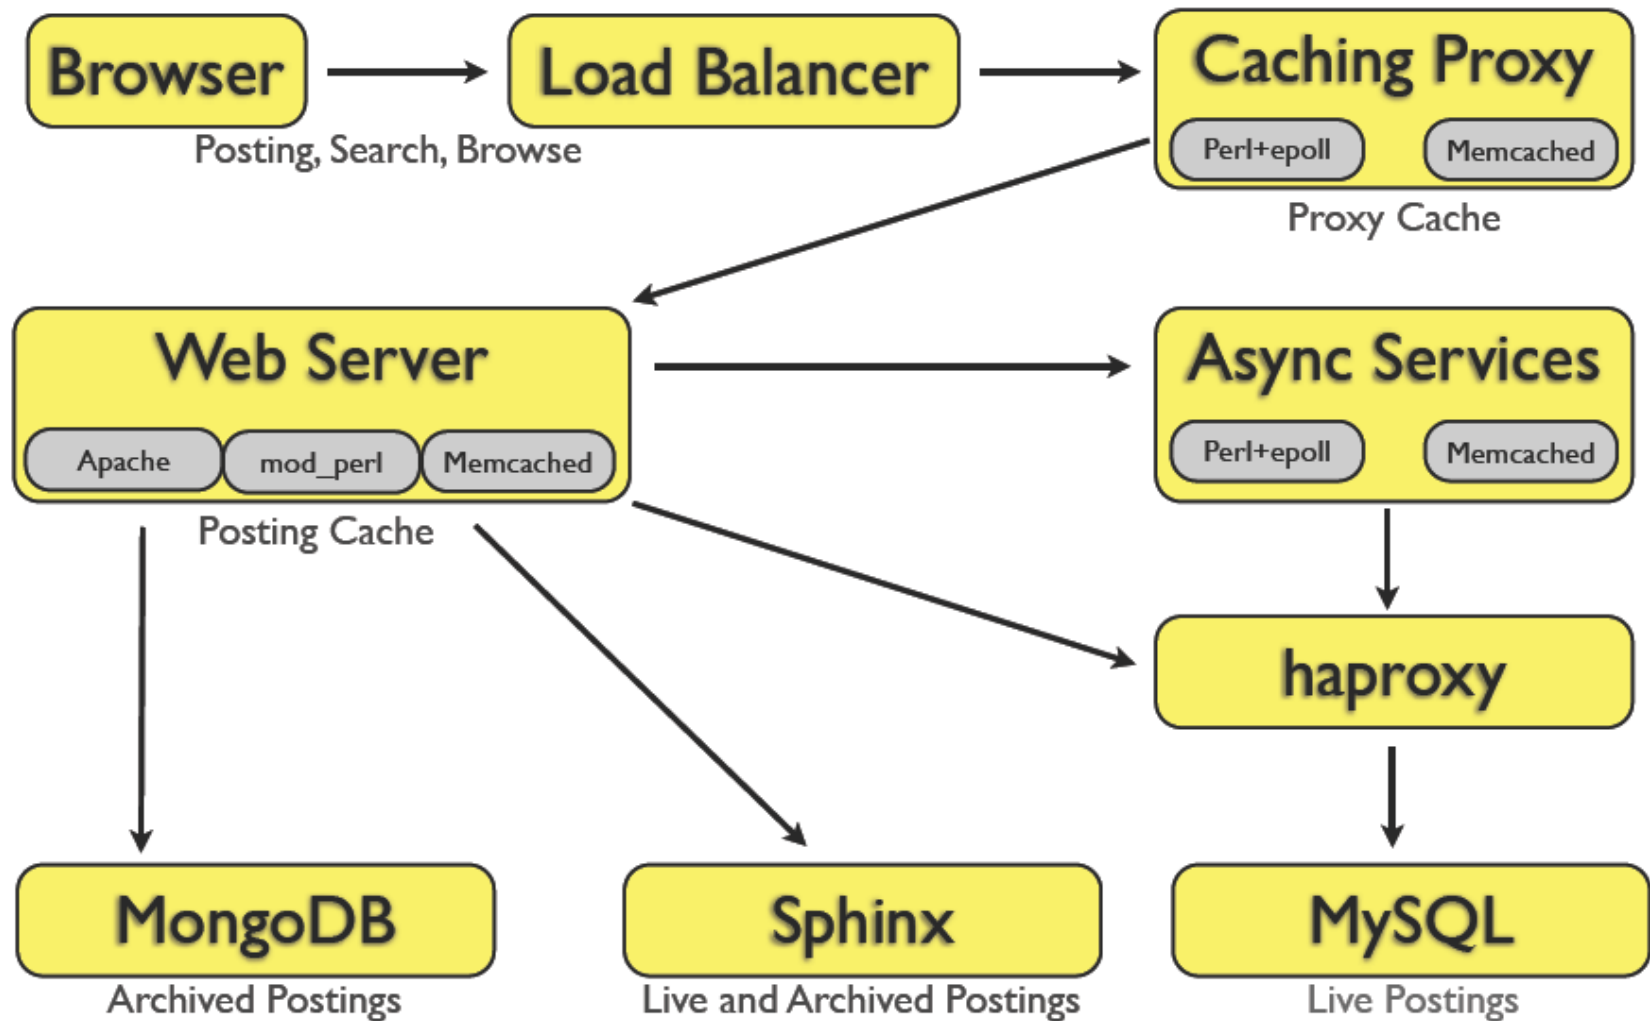 Browser
Load Balancer
Caching Proxy
Perl+epoll
Memcached
Posting, Search, Browse
Proxy Cache
Web Server
Apache
mod_perl
Memcached
Posting Cache
Async Services
Perl+epoll
Memcached
haproxy
MongoDB
Archived Postings
Sphinx
Live and Archived Postings
MySQL
Live Postings